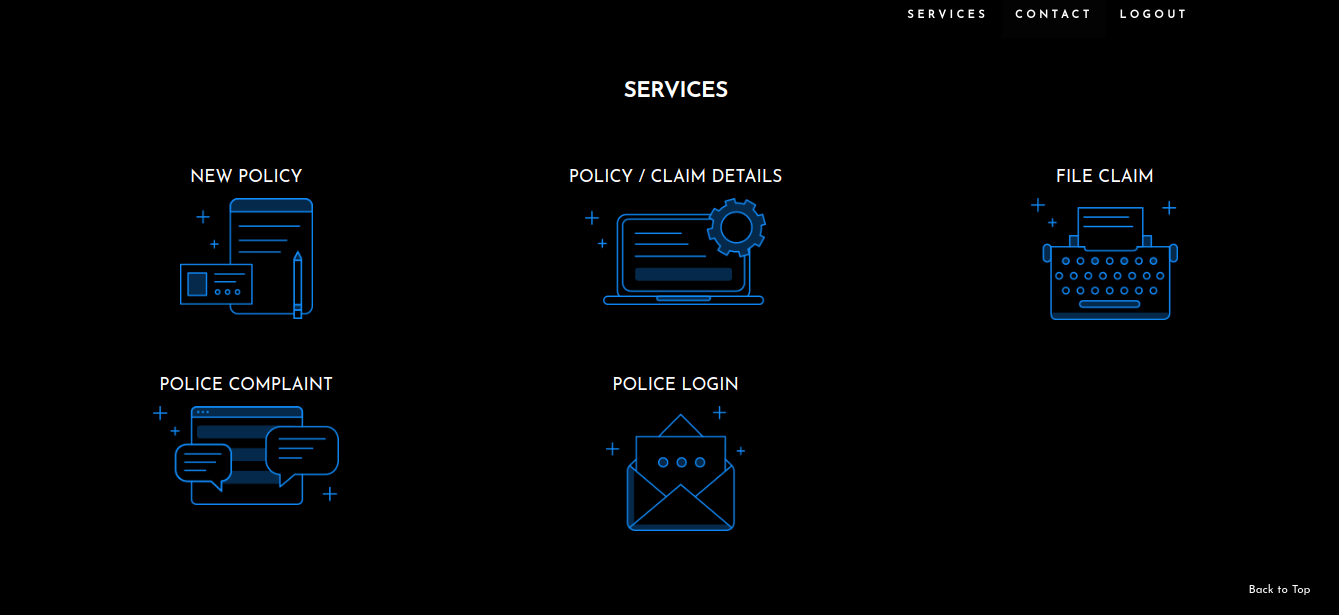 SERVICES CONTACT LOGOUT
SERVICES
NEW POLICY
POLICY / CLAIM DETAILS
FILE CLAIM
POLICE COMPLAINT
POLICE LOGIN
Back to Top